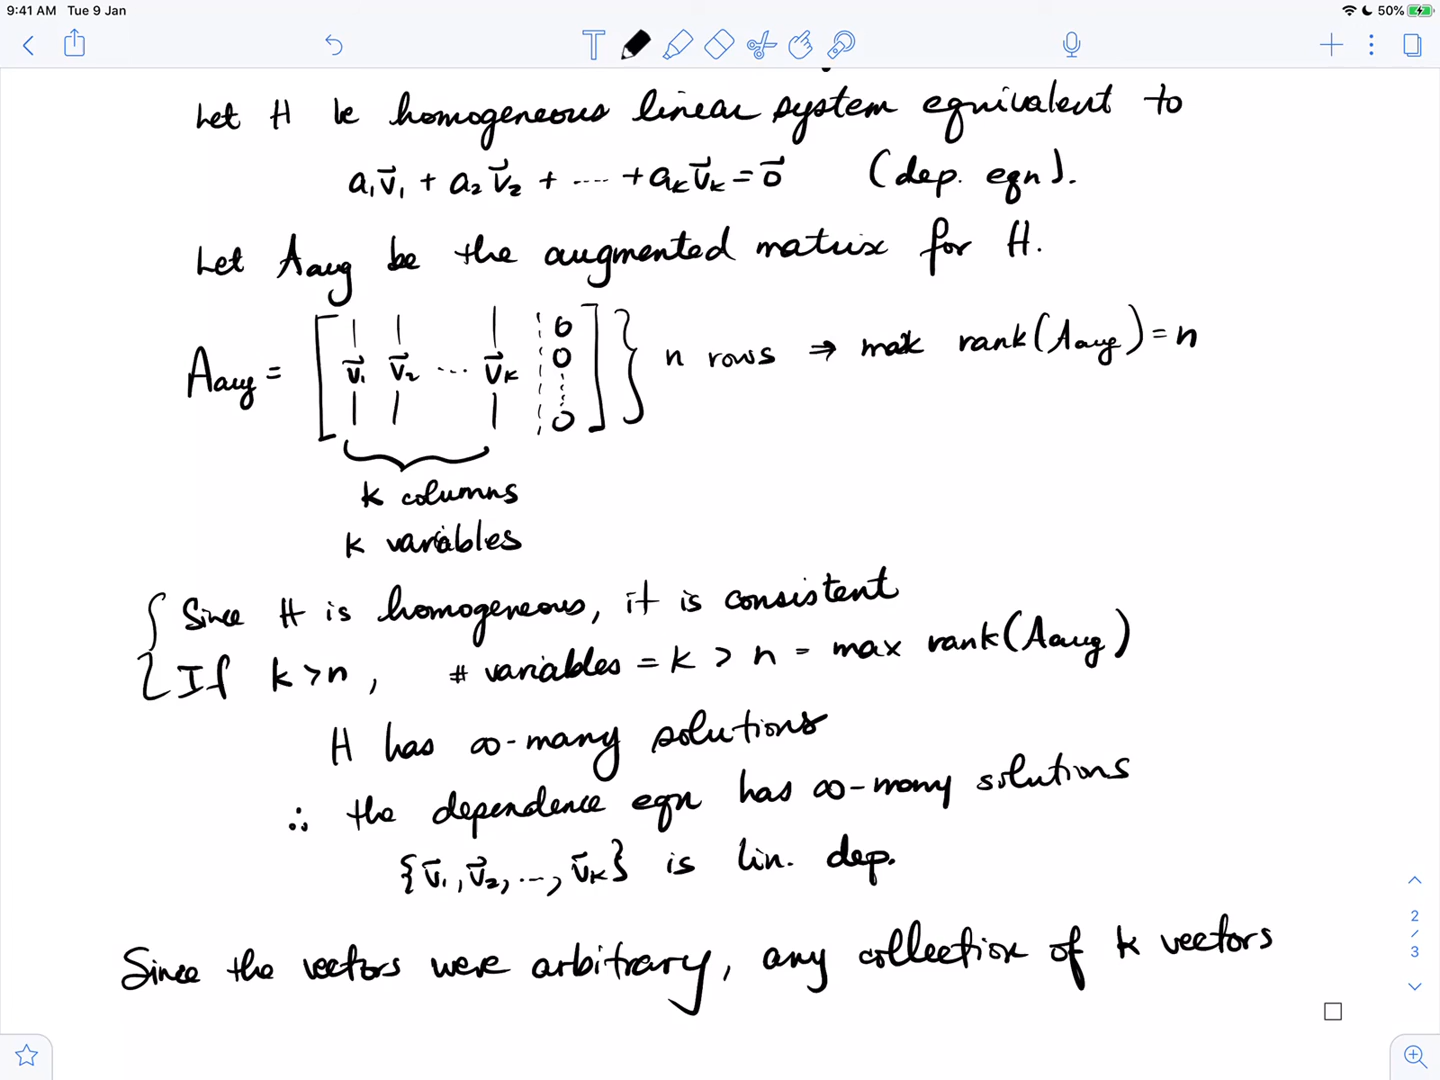 9:41 AM Tue 9 Jan
50%
Let H be homogeneous linear system equivalent to
a₁v⃗₁ + a₂v⃗₂ + ---- + aₖv⃗ₖ = 0⃗ (dep. eqn).
Let Aaug be the augmented matrix for H.
Aaug = [ | | | ¦ 0 ]
[ v⃗₁ v⃗₂ ... v⃗ₖ ¦ 0 ] } n rows ⇒ max rank(Aaug) = n
[ | | | ¦ 0 ]
k columns
k variables
{ Since H is homogeneous, it is consistent
If k > n, # variables = k > n = max rank(Aaug)
H has ∞-many solutions
∴ the dependence eqn has ∞-many solutions
{v⃗₁, v⃗₂, ..., v⃗ₖ} is lin. dep.
Since the vectors were arbitrary, any collection of k vectors
□
2
/
3